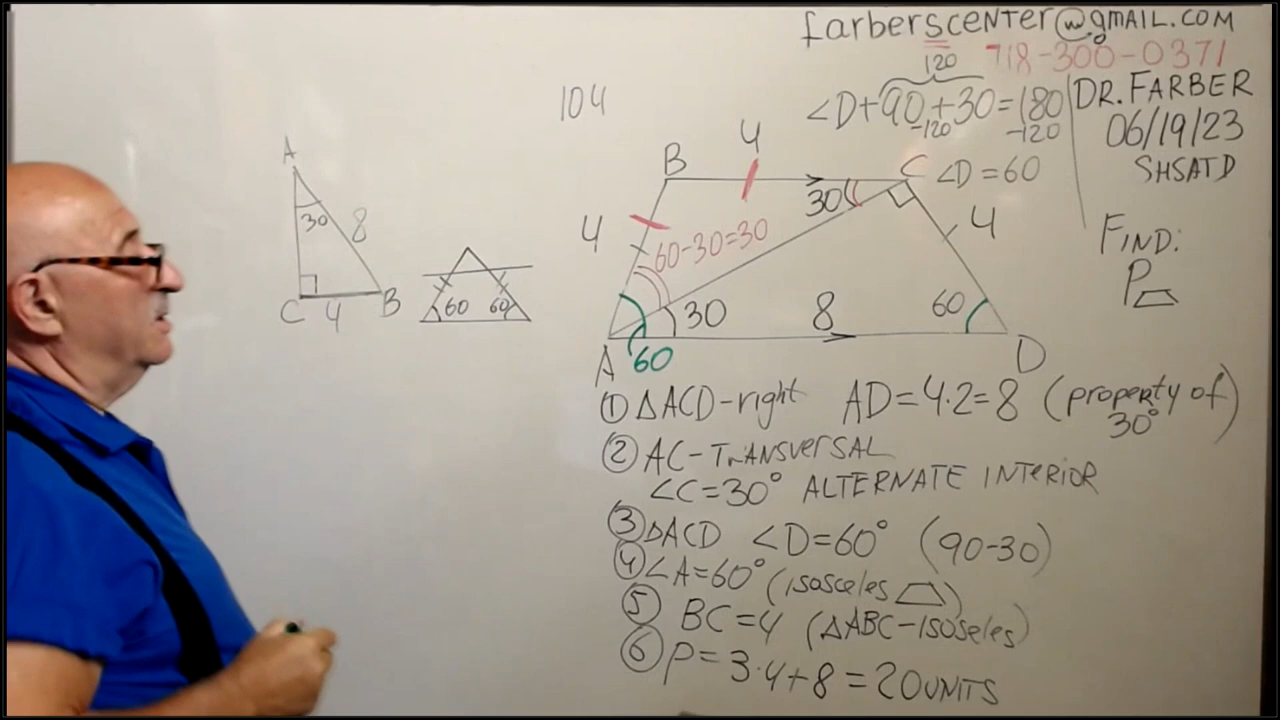 farberscenter@gmail.com
718-300-0371
120
∠D+90+30=180
-120 -120
∠D=60
DR. FARBER
06/19/23
SHSATD
FIND:
P
104
A
30
8
C 4 B
60 60
B 4 C
30
4
60-30=30
4
30 8 60
A 60 D
① △ACD-right AD=4·2=8 (property of 30°)
② AC-TRANSVERSAL
∠C=30° ALTERNATE INTERIOR
③ △ACD ∠D=60° (90-30)
④ ∠A=60° (isosceles ⏢)
⑤ BC=4 (△ABC-isoseles)
⑥ P=3·4+8=20UNITS